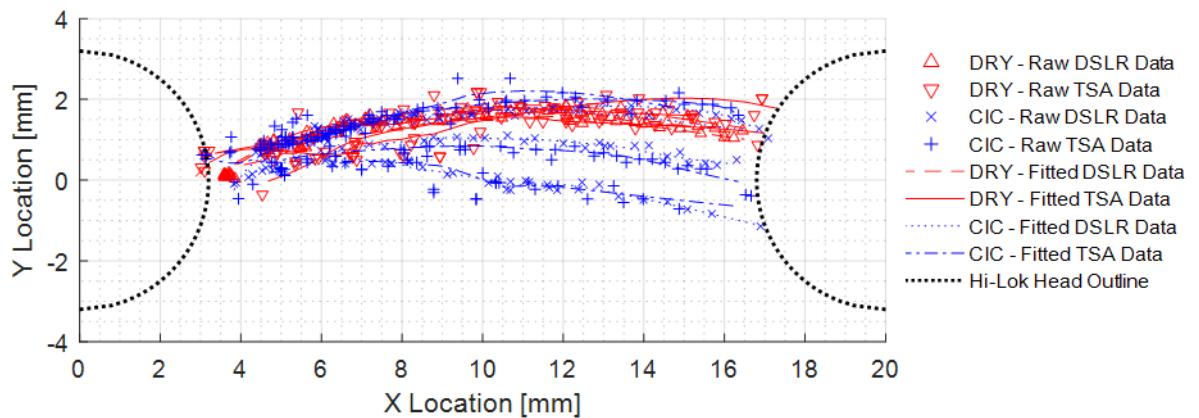 4
2
0
-2
-4
Y Location [mm]
0 2 4 6 8 10 12 14 16 18 20
X Location [mm]
DRY - Raw DSLR Data
DRY - Raw TSA Data
CIC - Raw DSLR Data
CIC - Raw TSA Data
DRY - Fitted DSLR Data
DRY - Fitted TSA Data
CIC - Fitted DSLR Data
CIC - Fitted TSA Data
Hi-Lok Head Outline